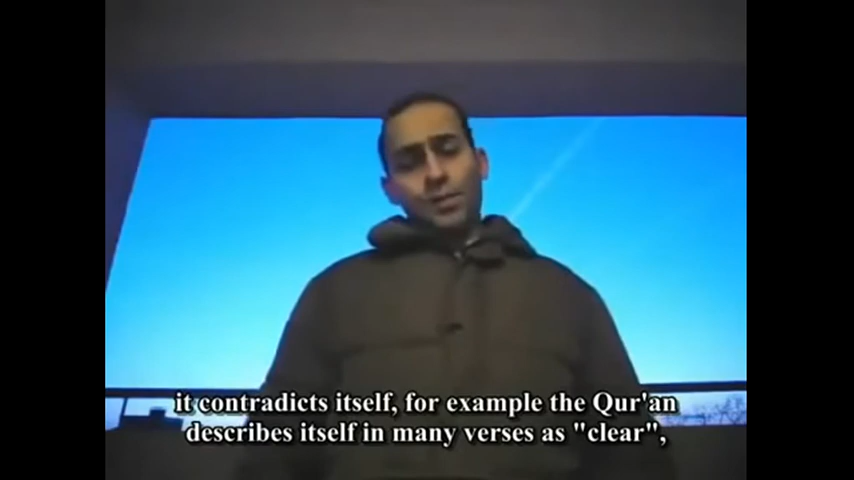 it contradicts itself, for example the Qur'an
describes itself in many verses as "clear",